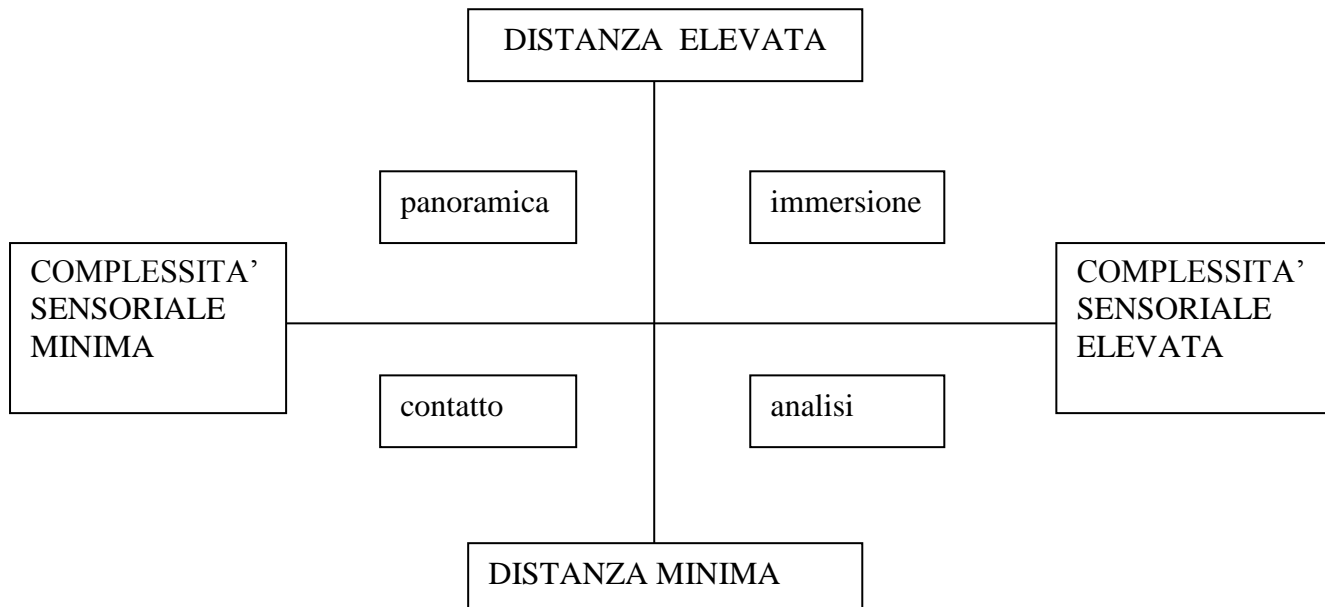 DISTANZA ELEVATA
panoramica
immersione
COMPLESSITA’
SENSORIALE
MINIMA
COMPLESSITA’
SENSORIALE
ELEVATA
contatto
analisi
DISTANZA MINIMA